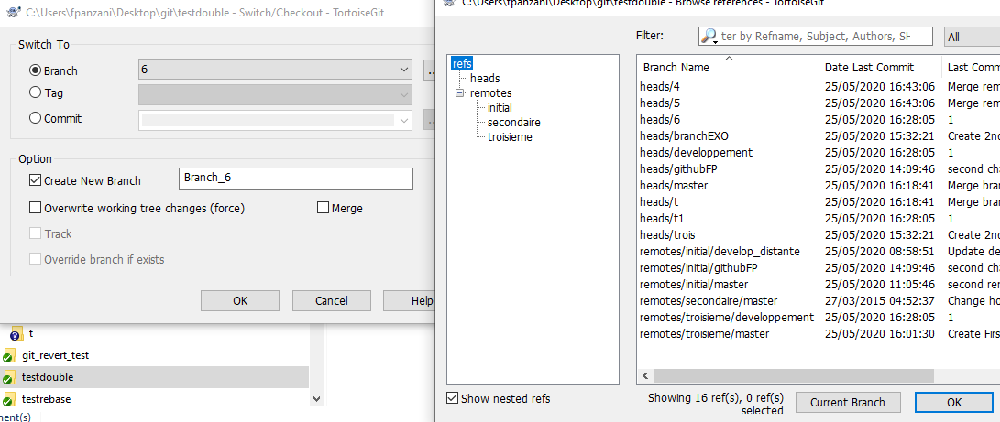 C:\Users\fpanzani\Desktop\git\testdouble - Switch/Checkout - TortoiseGit
Switch To
Branch
6
...
Tag
Commit
...
Option
Create New Branch
Branch_6
Overwrite working tree changes (force)
Merge
Track
Override branch if exists
OK
Cancel
Help
t
git_revert_test
testdouble
testrebase
ment(s)
C:\Users\fpanzani\Desktop\git\testdouble - Browse references - TortoiseGit
Filter:
ter by Refname, Subject, Authors, SH
All
refs
heads
remotes
initial
secondaire
troisieme
Branch Name Date Last Commit Last Comm
heads/4 25/05/2020 16:43:06 Merge rem
heads/5 25/05/2020 16:43:06 Merge rem
heads/6 25/05/2020 16:28:05 1
heads/branchEXO 25/05/2020 15:32:21 Create 2nd
heads/developpement 25/05/2020 16:28:05 1
heads/githubFP 25/05/2020 14:09:46 second cha
heads/master 25/05/2020 16:18:41 Merge bran
heads/t 25/05/2020 16:18:41 Merge bran
heads/t1 25/05/2020 16:28:05 1
heads/trois 25/05/2020 15:32:21 Create 2nd
remotes/initial/develop_distante 25/05/2020 08:58:51 Update de
remotes/initial/githubFP 25/05/2020 14:09:46 second cha
remotes/initial/master 25/05/2020 11:05:46 second rem
remotes/secondaire/master 27/03/2015 04:52:37 Change ho
remotes/troisieme/developpement 25/05/2020 16:28:05 1
remotes/troisieme/master 25/05/2020 16:01:30 Create Firs
Show nested refs
Showing 16 ref(s), 0 ref(s)
selected
Current Branch
OK